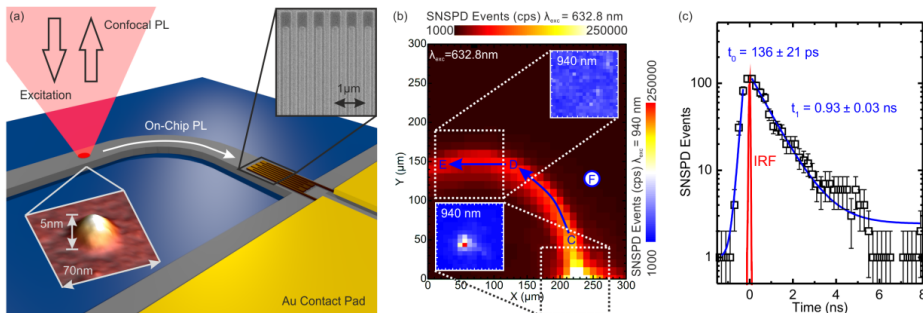 (a)
Confocal PL
Excitation
On-Chip PL
1μm
5nm
70nm
Au Contact Pad
(b)
SNSPD Events (cps) λexc = 632.8 nm
1000
250000
λexc=632.8nm
940 nm
E
D
F
C
940 nm
Y (μm)
300
250
200
150
100
50
0
0
50
100
150
200
250
300
X (μm)
SNSPD Events (cps) λexc = 940 nm
1000
250000
(c)
t0 = 136 ± 21 ps
t1 = 0.93 ± 0.03 ns
IRF
SNSPD Events
100
10
1
0
2
4
6
8
Time (ns)